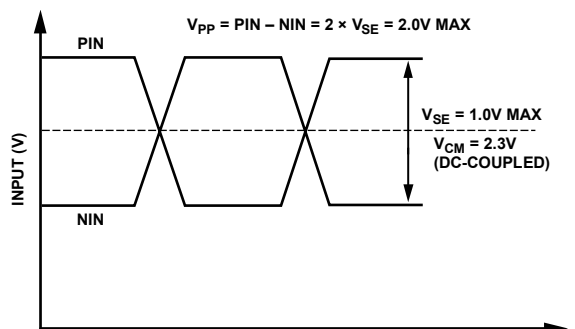 V_PP = PIN – NIN = 2 × V_SE = 2.0V MAX
PIN
V_SE = 1.0V MAX
V_CM = 2.3V
(DC-COUPLED)
INPUT (V)
NIN